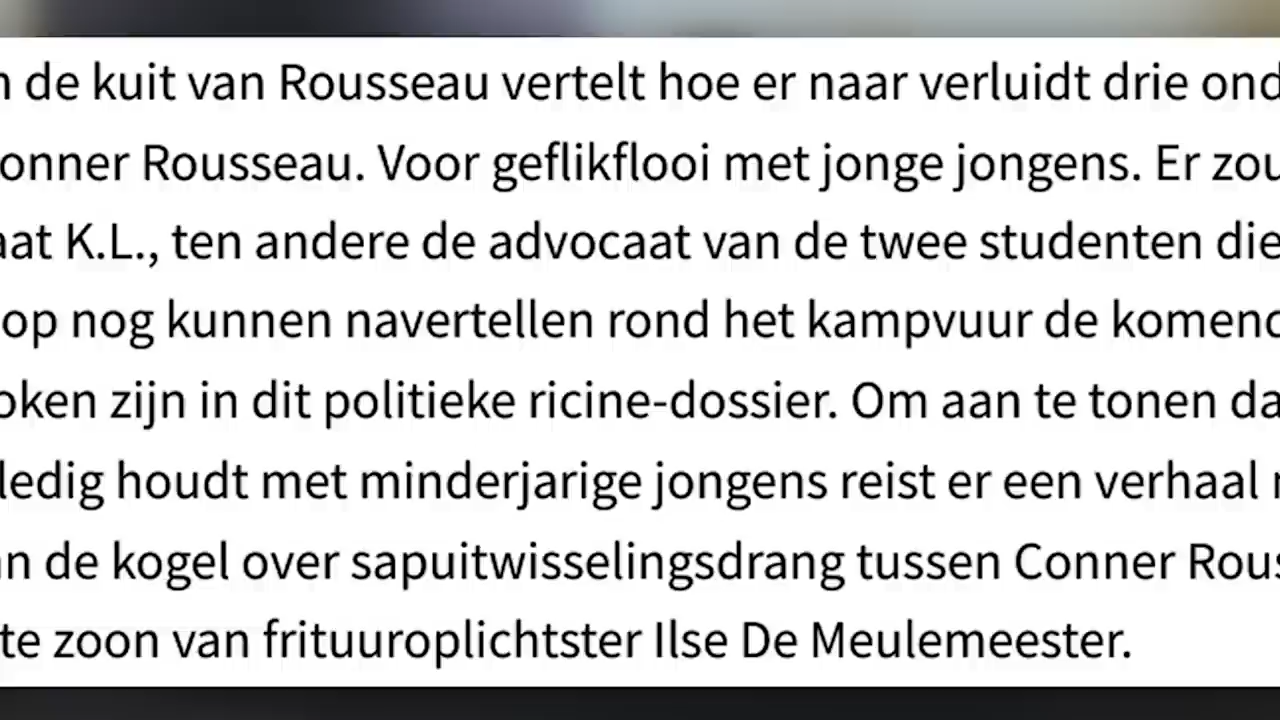 de kuit van Rousseau vertelt hoe er naar verluidt drie
Rousseau. Voor geflikflooi met jonge jongens. Er
K.L., ten andere de advocaat van de twee studenten die
op nog kunnen navertellen rond het kampvuur de
zijn in dit politieke ricine-dossier. Om aan te tonen
houdt met minderjarige jongens reist er een verhaal
de kogel over sapuitwisselingsdrang tussen Conner
zoon van frituuroplichtster Ilse De Meulemeester.